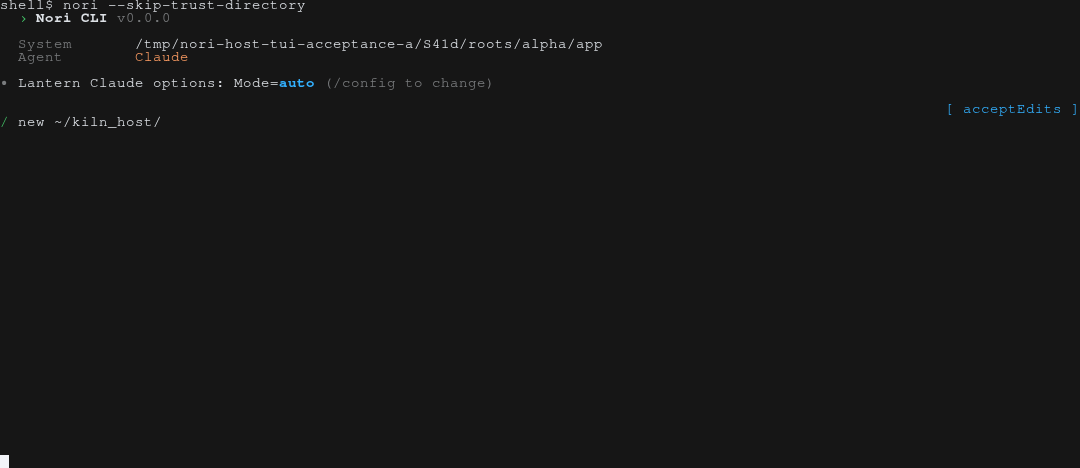 shell$ nori --skip-trust-directory
› Nori CLI v0.0.0
System /tmp/nori-host-tui-acceptance-a/S41d/roots/alpha/app
Agent Claude
• Lantern Claude options: Mode=auto (/config to change)
[ acceptEdits ]
/ new ~/kiln_host/